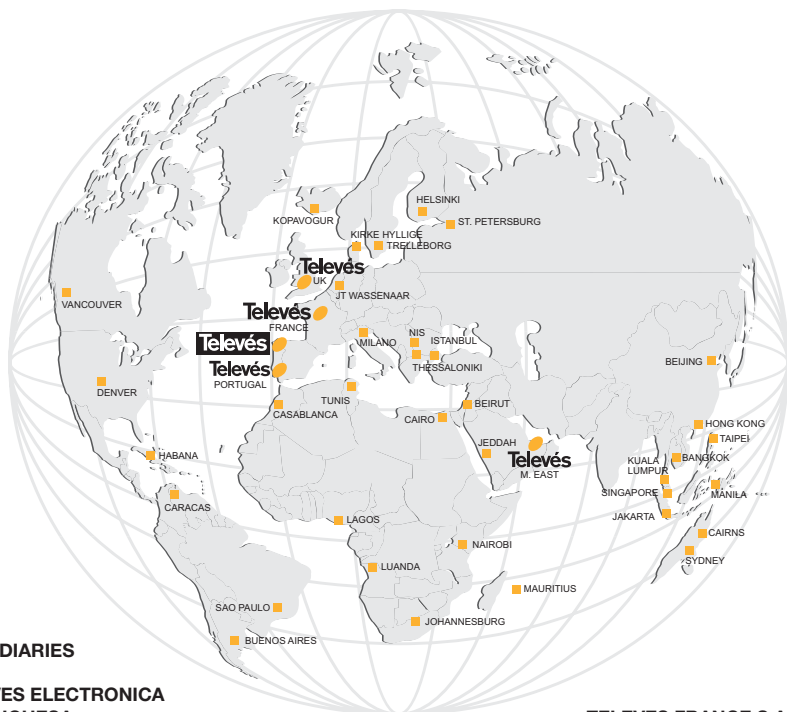 HELSINKI
KOPAVOGUR
ST. PETERSBURG
KIRKE HYLLIGE
TRELLEBORG
Televés
UK
JT WASSENAAR
VANCOUVER
Televés
FRANCE
NIS
ISTANBUL
MILANO
Televés
THESSALONIKI
BEIJING
Televés
PORTUGAL
DENVER
TUNIS
BEIRUT
CASABLANCA
CAIRO
HONG KONG
TAIPEI
JEDDAH
HABANA
Televés
M. EAST
KUALA
LUMPUR
BANGKOK
SINGAPORE
MANILA
CARACAS
LAGOS
JAKARTA
CAIRNS
NAIROBI
SYDNEY
LUANDA
MAURITIUS
SAO PAULO
JOHANNESBURG
BUENOS AIRES
DIARIES
ES ELECTRONICA